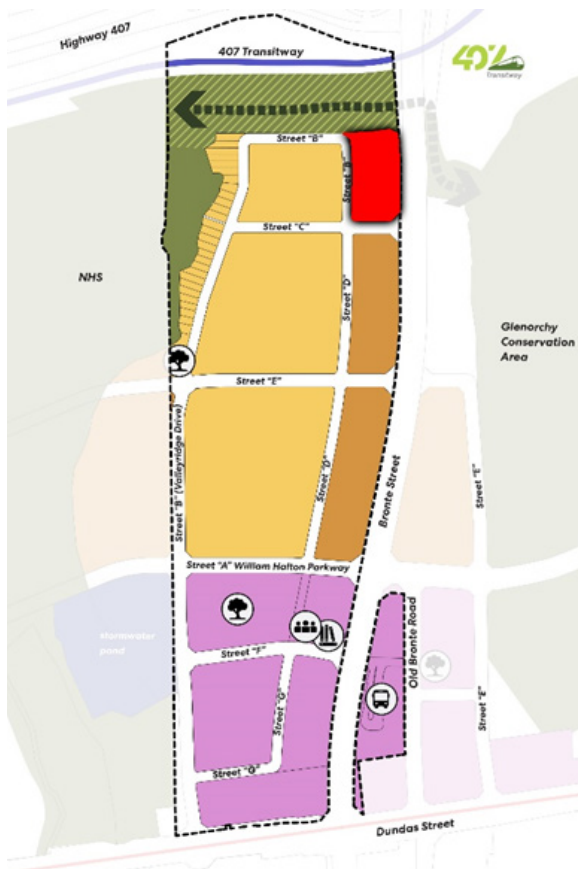 Highway 407
407 Transitway
407
Transitway
Street "B"
Street "B"
Street "C"
NHS
Street "D"
Glenorchy
Conservation
Area
Street "E"
Street "B" (Valleyridge Drive)
Street "D"
Bronte Street
Street "E"
Street "A" William Halton Parkway
stormwater
pond
Old Bronte Road
Street "F"
Street "G"
Street "E"
Street "G"
Dundas Street